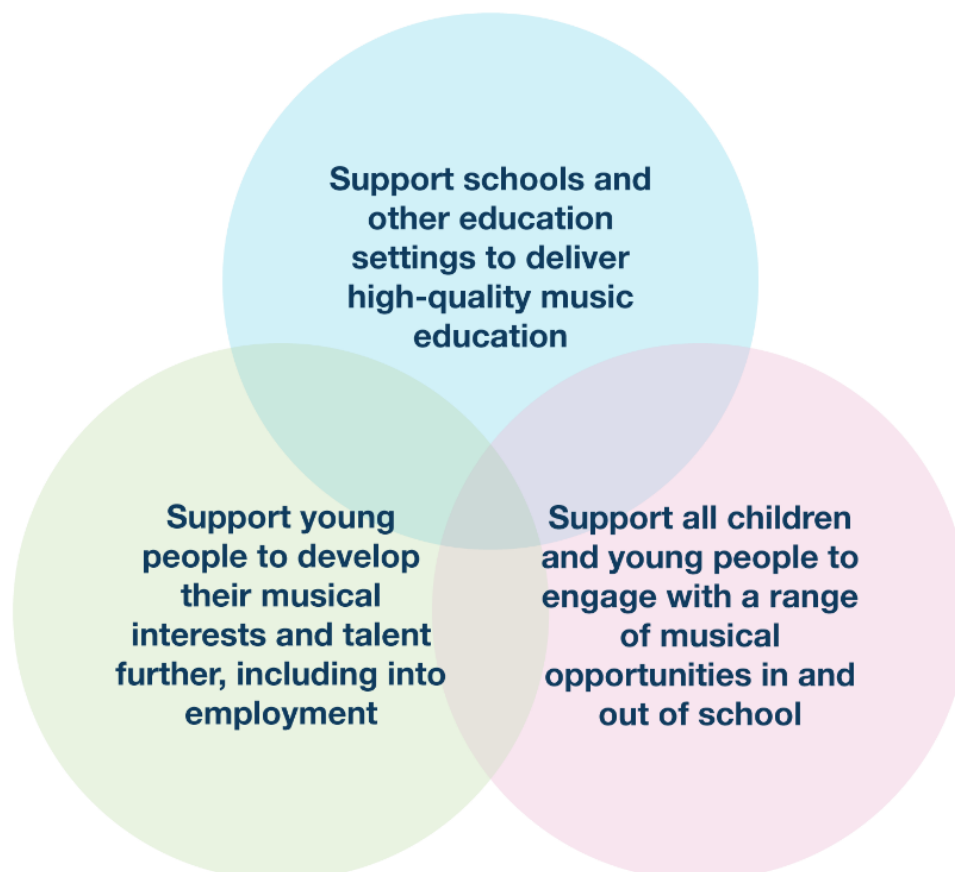 Support schools and
other education
settings to deliver
high-quality music
education
Support young
people to develop
their musical
interests and talent
further, including into
employment
Support all children
and young people to
engage with a range
of musical
opportunities in and
out of school